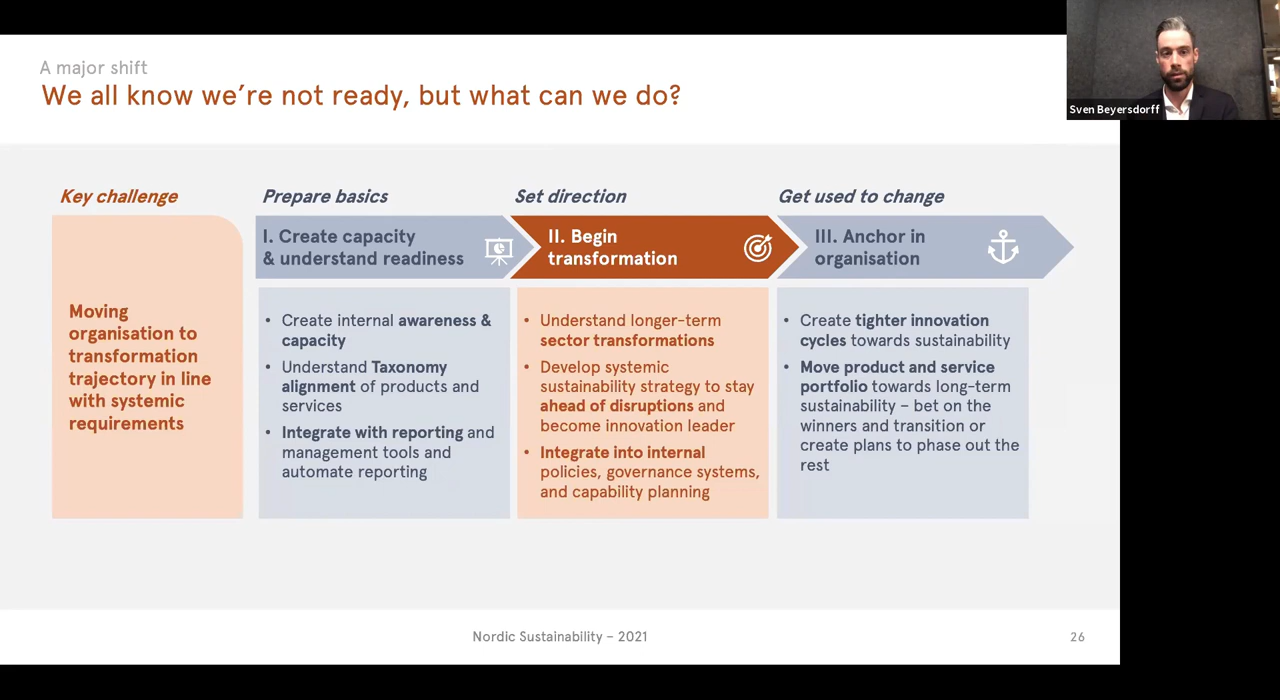 A major shift
We all know we’re not ready, but what can we do?
Sven Beyersdorff
Key challenge
Moving
organisation to
transformation
trajectory in line
with systemic
requirements
Prepare basics
I. Create capacity
& understand readiness
• Create internal awareness &
capacity
• Understand Taxonomy
alignment of products and
services
• Integrate with reporting and
management tools and
automate reporting
Set direction
II. Begin
transformation
• Understand longer-term
sector transformations
• Develop systemic
sustainability strategy to stay
ahead of disruptions and
become innovation leader
• Integrate into internal
policies, governance systems,
and capability planning
Get used to change
III. Anchor in
organisation
• Create tighter innovation
cycles towards sustainability
• Move product and service
portfolio towards long-term
sustainability – bet on the
winners and transition or
create plans to phase out the
rest
Nordic Sustainability – 2021
26